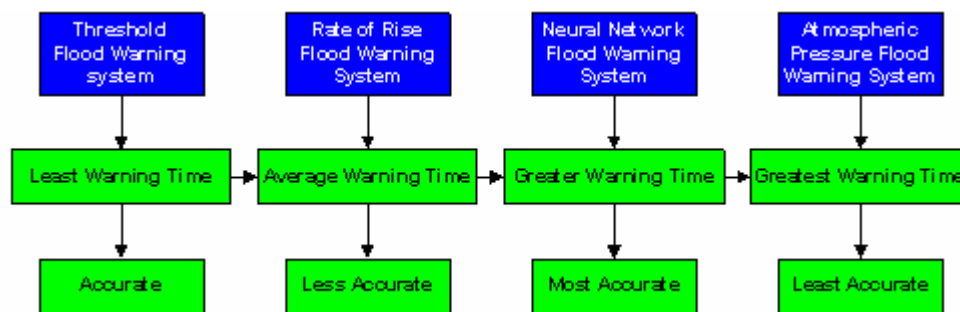 Threshold
Flood Warning
system
Rate of Rise
Flood Warning
System
Neural Network
Flood Warning
System
Atmospheric
Pressure Flood
Warning System
Least Warning Time
Average Warning Time
Greater Warning Time
Greatest Warning Time
Accurate
Less Accurate
Most Accurate
Least Accurate